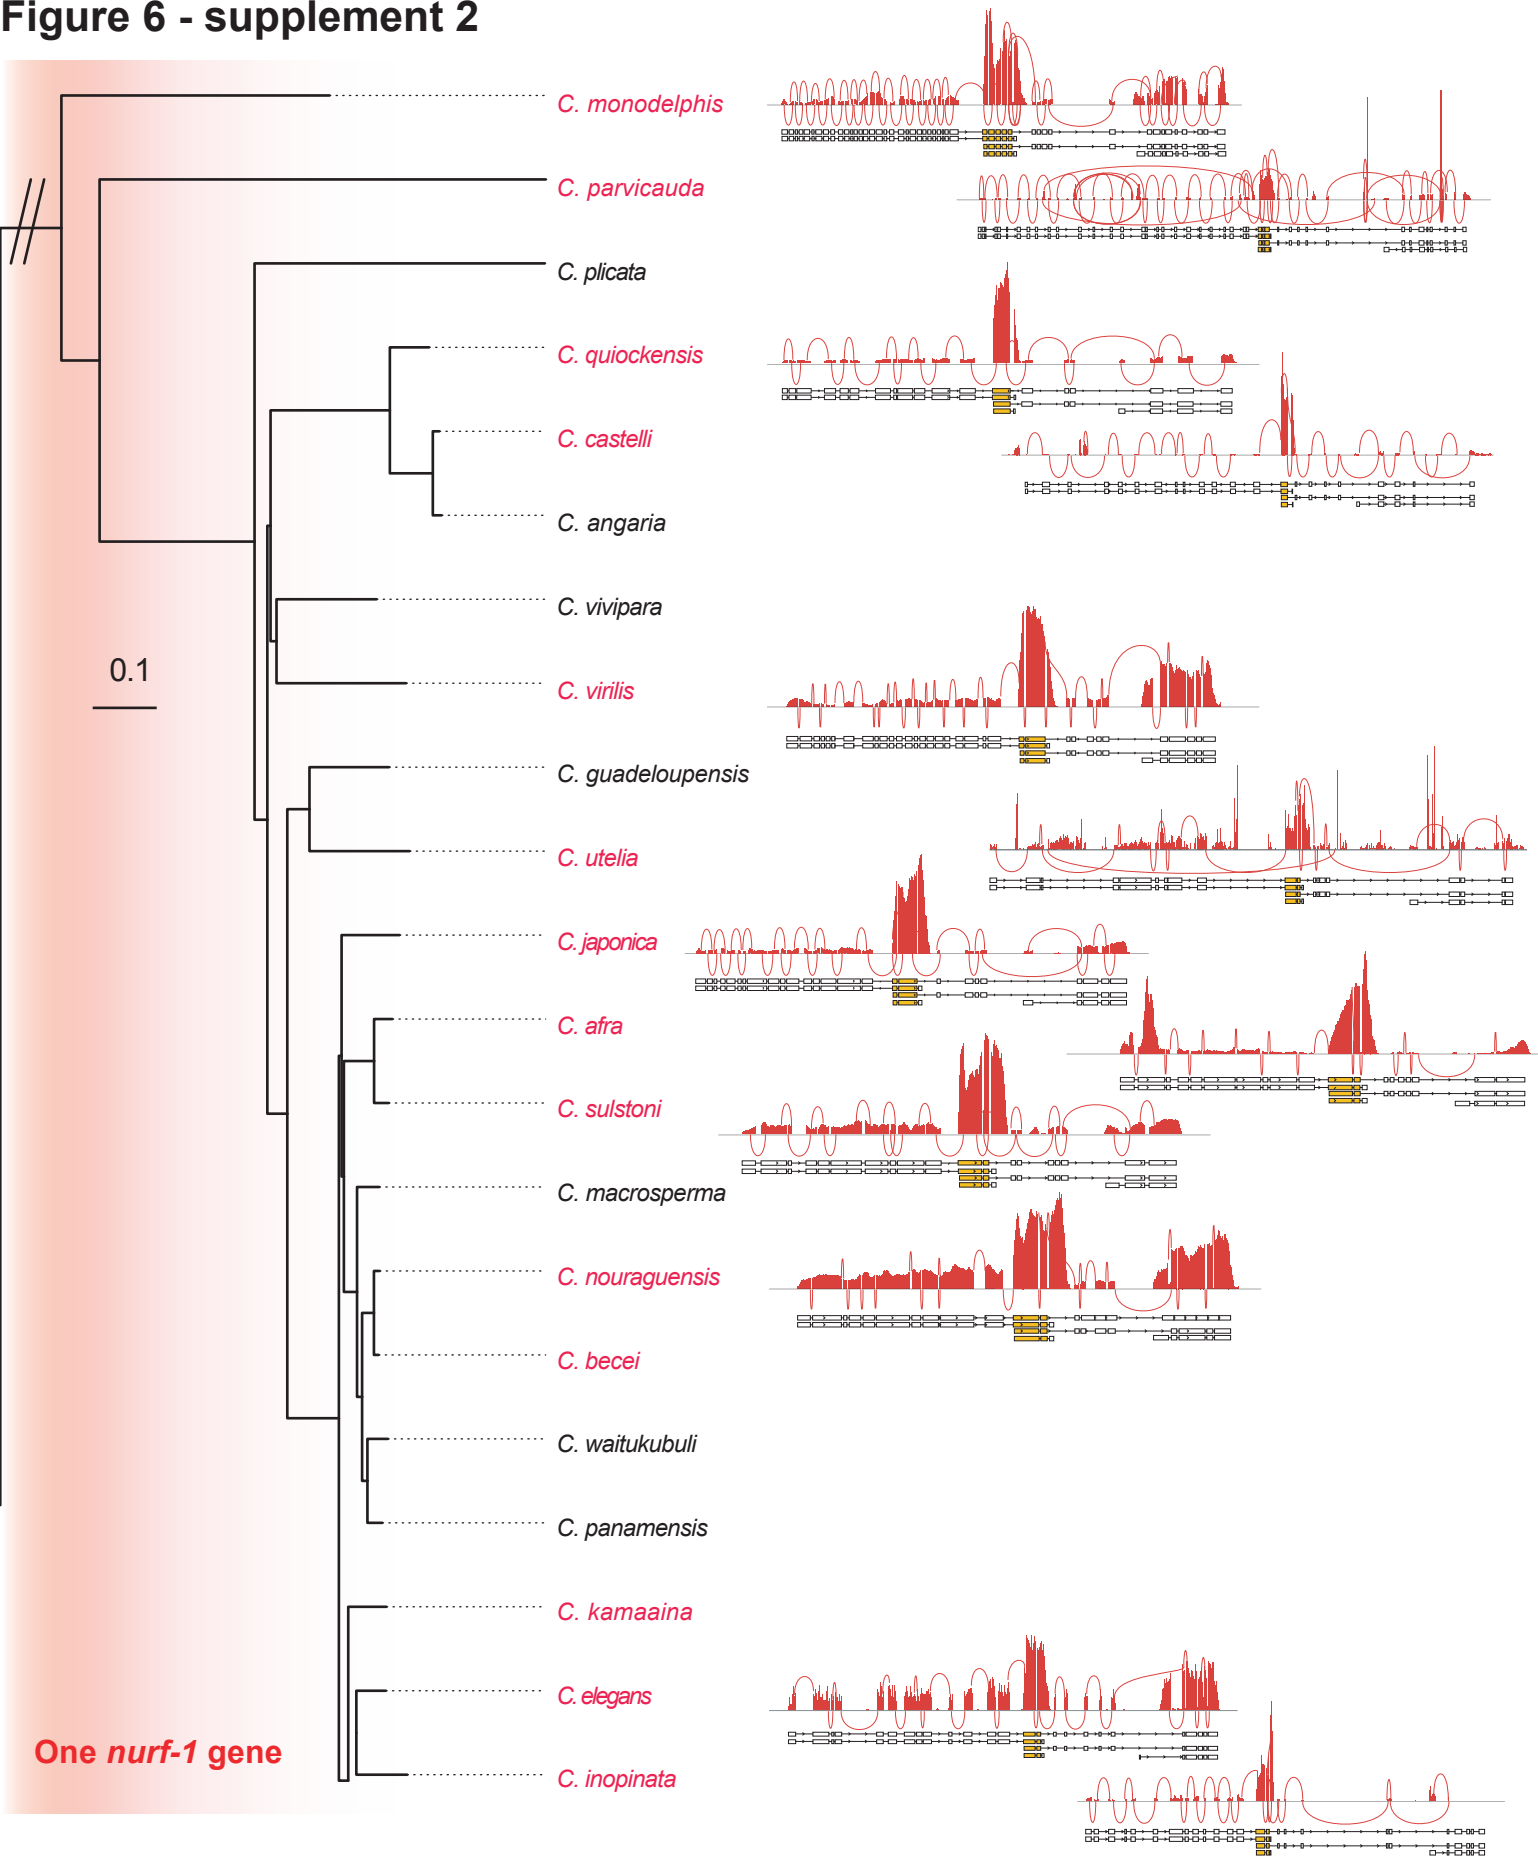 Figure 6 - supplement 2
C. monodelphis
C. parvicauda
C. plicata
C. quiockensis
C. castelli
C. angaria
C. vivipara
0.1
C. virilis
C. guadeloupensis
C. utelia
C. japonica
C. afra
C. sulstoni
C. macrosperma
C. nouraguensis
C. becei
C. waitukubuli
C. panamensis
C. kamaaina
C. elegans
One nurf-1 gene
C. inopinata